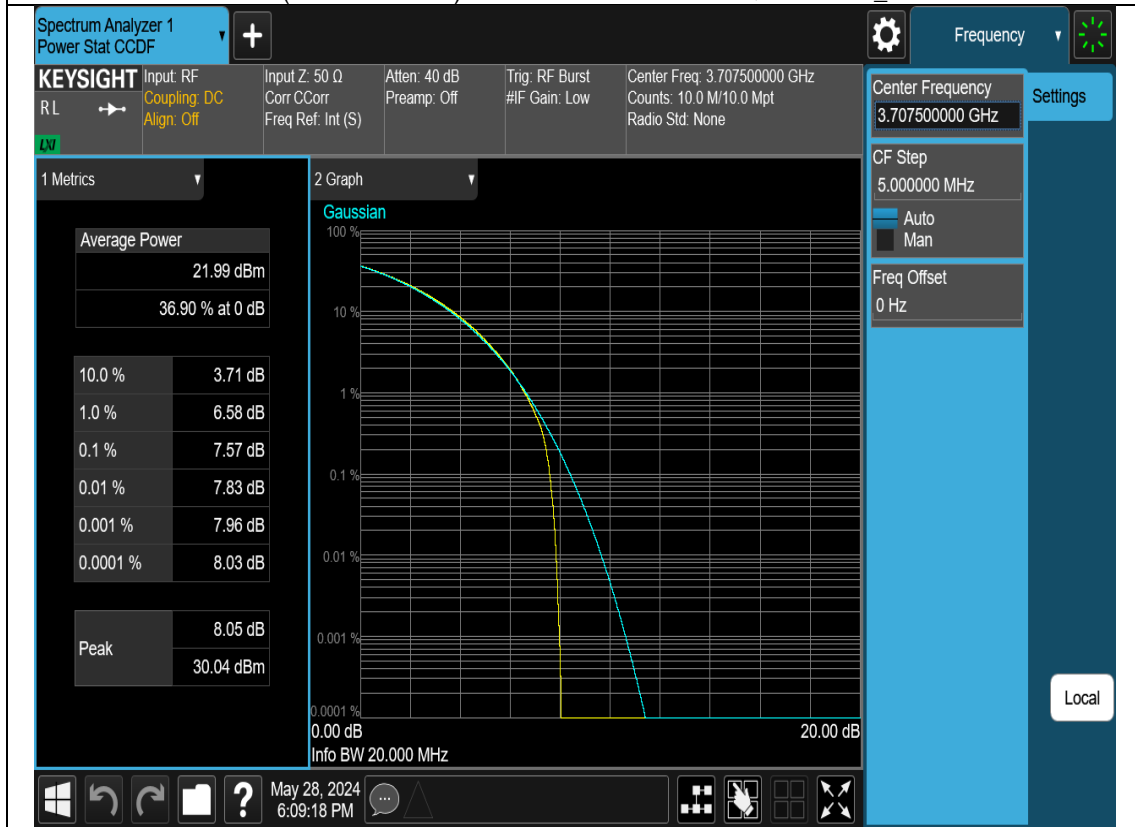 Spectrum Analyzer 1
Power Stat CCDF
+
Frequency
KEYSIGHT
R L
LXI
Input: RF
Coupling: DC
Align: Off
Input Z: 50 Ω
Corr CCorr
Freq Ref: Int (S)
Atten: 40 dB
Preamp: Off
Trig: RF Burst
#IF Gain: Low
Center Freq: 3.707500000 GHz
Counts: 10.0 M/10.0 Mpt
Radio Std: None
Center Frequency
3.707500000 GHz
Settings
CF Step
5.000000 MHz
Auto
Man
Freq Offset
0 Hz
Local
1 Metrics
Average Power
21.99 dBm
36.90 % at 0 dB
10.0 % 3.71 dB
1.0 % 6.58 dB
0.1 % 7.57 dB
0.01 % 7.83 dB
0.001 % 7.96 dB
0.0001 % 8.03 dB
Peak
8.05 dB
30.04 dBm
2 Graph
Gaussian
100 %
10 %
1 %
0.1 %
0.01 %
0.001 %
0.0001 %
0.00 dB 20.00 dB
Info BW 20.000 MHz
?
May 28, 2024
6:09:18 PM